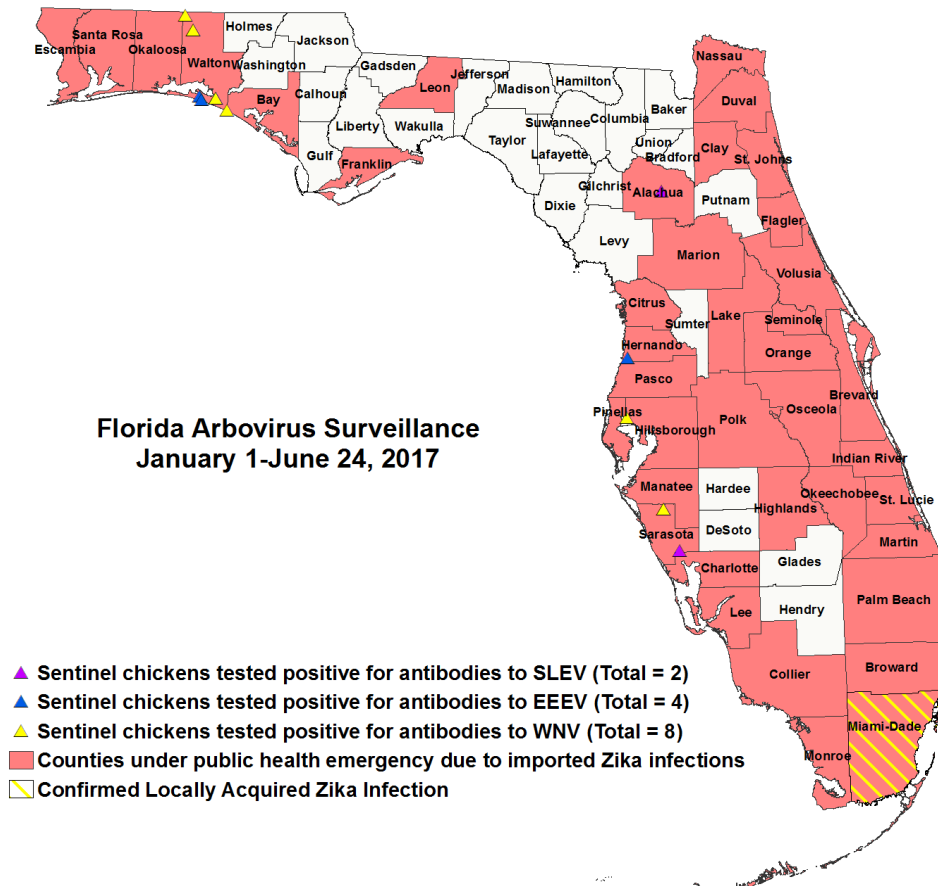 Holmes
Jackson
Santa Rosa
Escambia
Okaloosa
Walton
Washington
Gadsden
Jefferson
Nassau
Bay
Calhoun
Leon
Madison
Hamilton
Duval
Liberty
Wakulla
Taylor
Suwannee
Columbia
Baker
Gulf
Franklin
Lafayette
Union
Bradford
Clay
St. Johns
Dixie
Gilchrist
Alachua
Putnam
Levy
Flagler
Marion
Volusia
Citrus
Sumter
Lake
Seminole
Hernando
Orange
Pasco
Brevard
Pinellas
Hillsborough
Polk
Osceola
Florida Arbovirus Surveillance
January 1-June 24, 2017
Indian River
Manatee
Hardee
Okeechobee
St. Lucie
Highlands
Sarasota
DeSoto
Martin
Charlotte
Glades
Lee
Hendry
Palm Beach
Collier
Broward
Miami-Dade
Monroe
Sentinel chickens tested positive for antibodies to SLEV (Total = 2)
Sentinel chickens tested positive for antibodies to EEEV (Total = 4)
Sentinel chickens tested positive for antibodies to WNV (Total = 8)
Counties under public health emergency due to imported Zika infections
Confirmed Locally Acquired Zika Infection